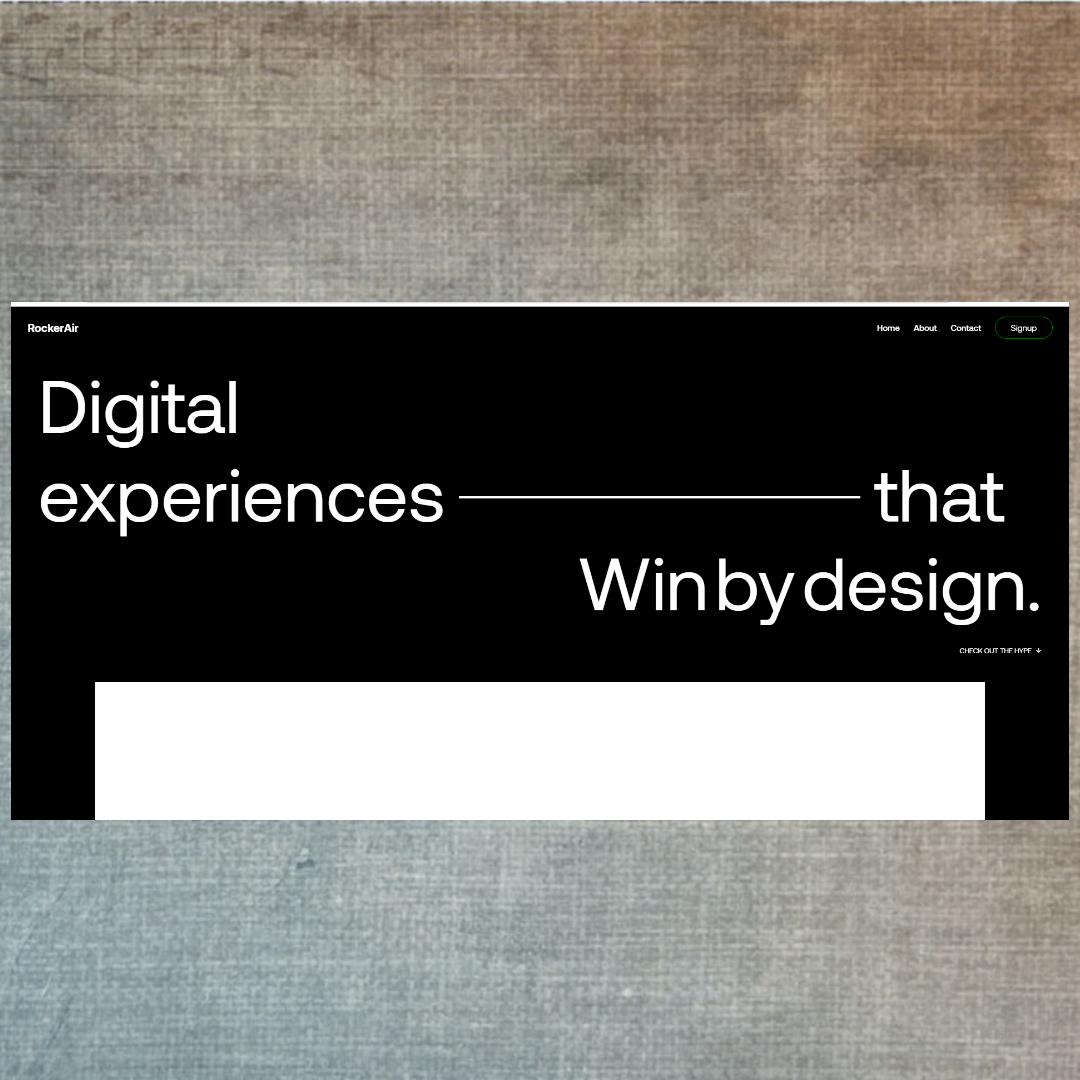 RockerAir
Home About Contact Signup
Digital
experiences that
Win by design.
CHECK OUT THE HYPE ↓